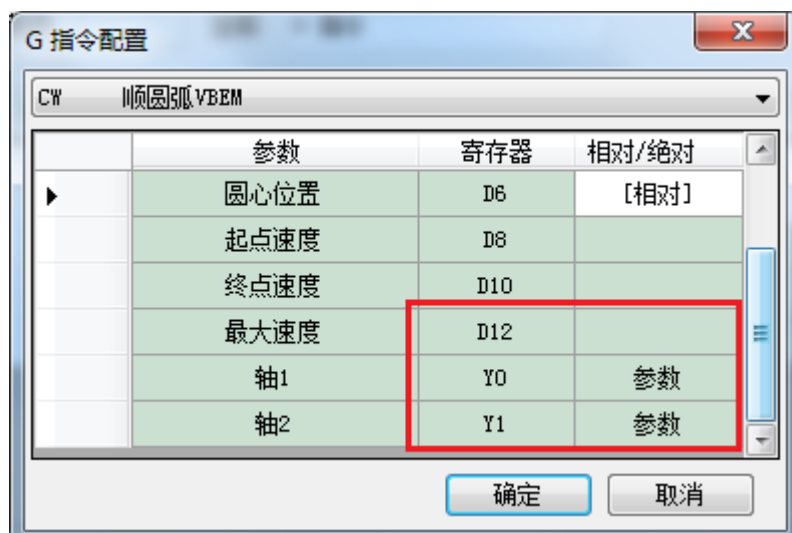 G 指令配置
CW 顺圆弧VBEM
参数 寄存器 相对/绝对
圆心位置 D6 [相对]
起点速度 D8
终点速度 D10
最大速度 D12
轴1 Y0 参数
轴2 Y1 参数
确定 取消